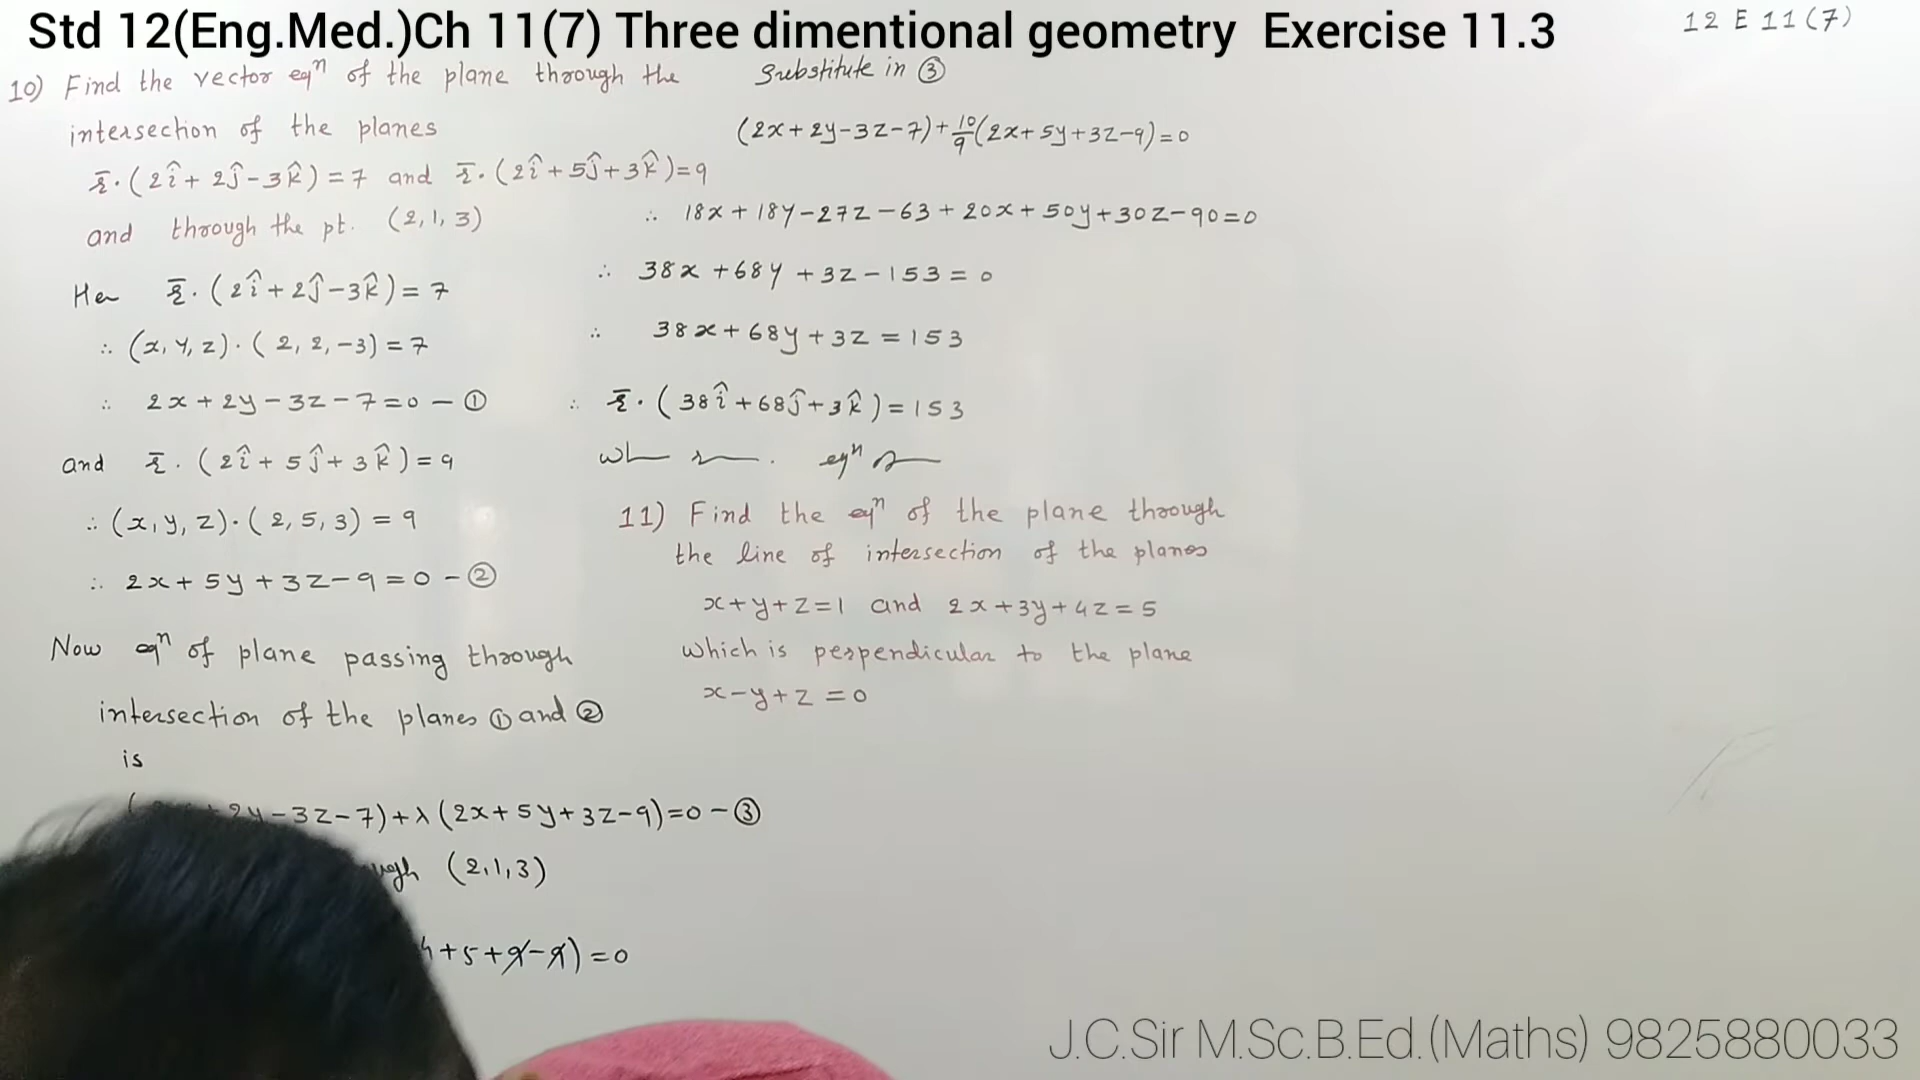 Std 12(Eng.Med.)Ch 11(7) Three dimentional geometry Exercise 11.3
12 E 11(7)
10) Find the vector eqⁿ of the plane through the
intersection of the planes
r̄·(2î+2ĵ-3k̂)=7 and r̄·(2î+5ĵ+3k̂)=9
and through the pt. (2,1,3)
Her r̄·(2î+2ĵ-3k̂)=7
∴ (x,y,z)·(2,2,-3)=7
∴ 2x+2y-3z-7=0 - ①
and r̄·(2î+5ĵ+3k̂)=9
∴ (x,y,z)·(2,5,3)=9
∴ 2x+5y+3z-9=0 - ②
Now eqⁿ of plane passing through
intersection of the planes ① and ②
is
+2y-3z-7)+λ(2x+5y+3z-9)=0 - ③
(2,1,3)
+5+9-9)=0
Substitute in ③
(2x+2y-3z-7)+10/9(2x+5y+3z-9)=0
∴ 18x+18y-27z-63+20x+50y+30z-90=0
∴ 38x+68y+3z-153=0
∴ 38x+68y+3z=153
∴ r̄·(38î+68ĵ+3k̂)=153
eqⁿ
11) Find the eqⁿ of the plane through
the line of intersection of the planes
x+y+z=1 and 2x+3y+4z=5
which is perpendicular to the plane
x-y+z=0
J.C.Sir M.Sc.B.Ed.(Maths) 9825880033